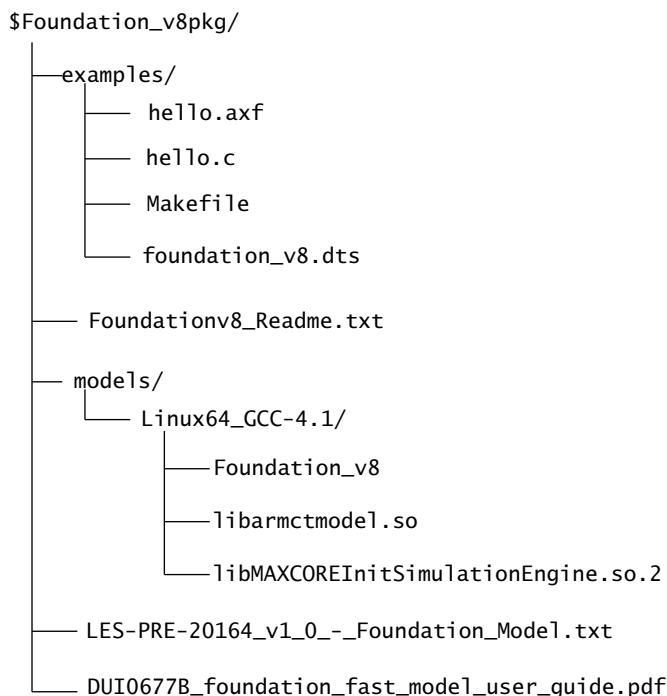 $Foundation_v8pkg/
examples/
hello.axf
hello.c
Makefile
foundation_v8.dts
Foundationv8_Readme.txt
models/
Linux64_GCC-4.1/
Foundation_v8
libarmctmodel.so
libMAXCOREInitSimulationEngine.so.2
LES-PRE-20164_v1_0_-_Foundation_Model.txt
DUI0677B_foundation_fast_model_user_guide.pdf